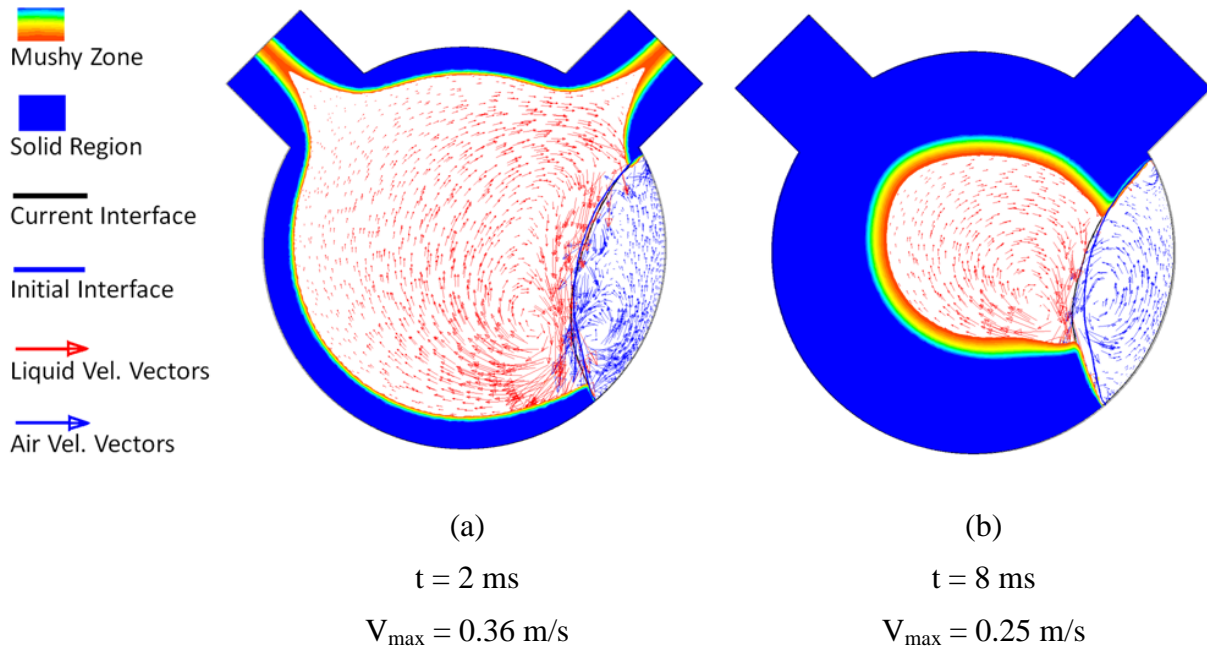 Mushy Zone
Solid Region
Current Interface
Initial Interface
Liquid Vel. Vectors
Air Vel. Vectors
(a)
t = 2 ms
Vmax = 0.36 m/s
(b)
t = 8 ms
Vmax = 0.25 m/s